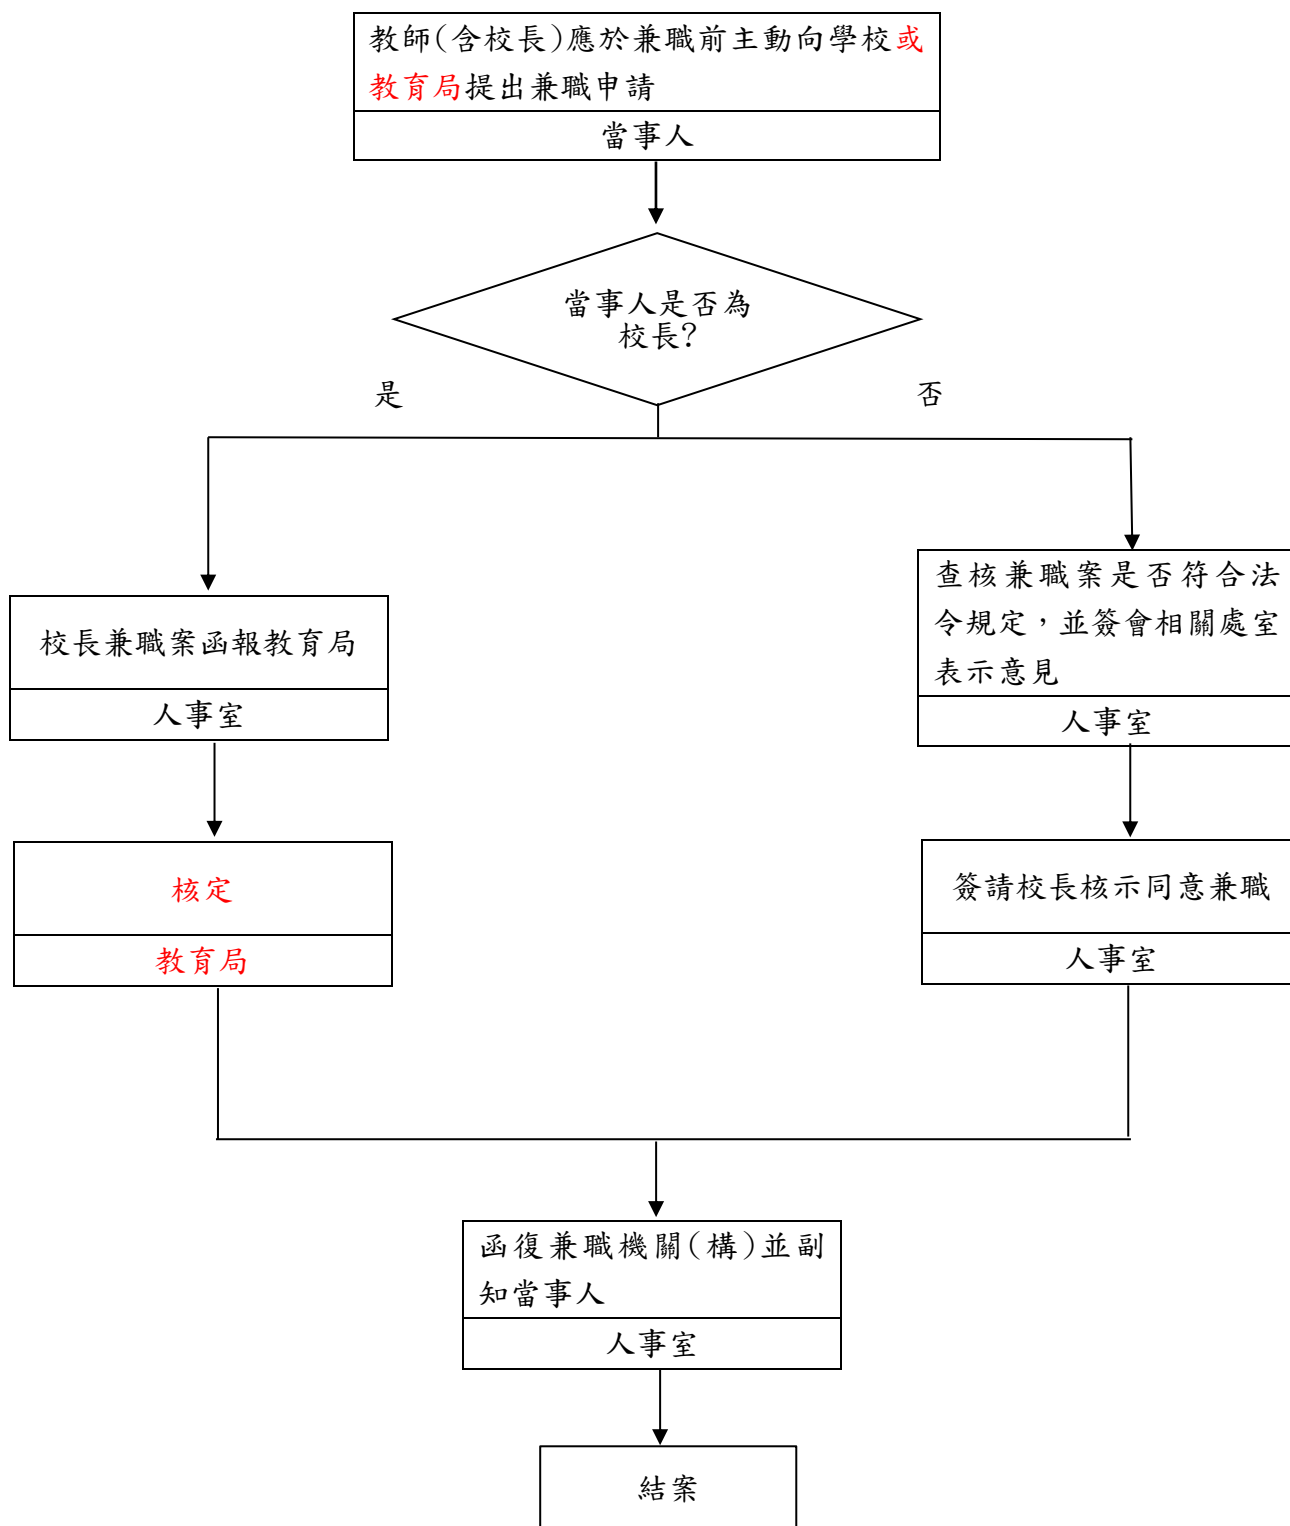 教師(含校長)應於兼職前主動向學校或
教育局提出兼職申請
當事人
當事人是否為
校長?
是
否
校長兼職案函報教育局
人事室
查核兼職案是否符合法
令規定，並簽會相關處室
表示意見
人事室
核定
教育局
簽請校長核示同意兼職
人事室
函復兼職機關(構)並副
知當事人
人事室
結案